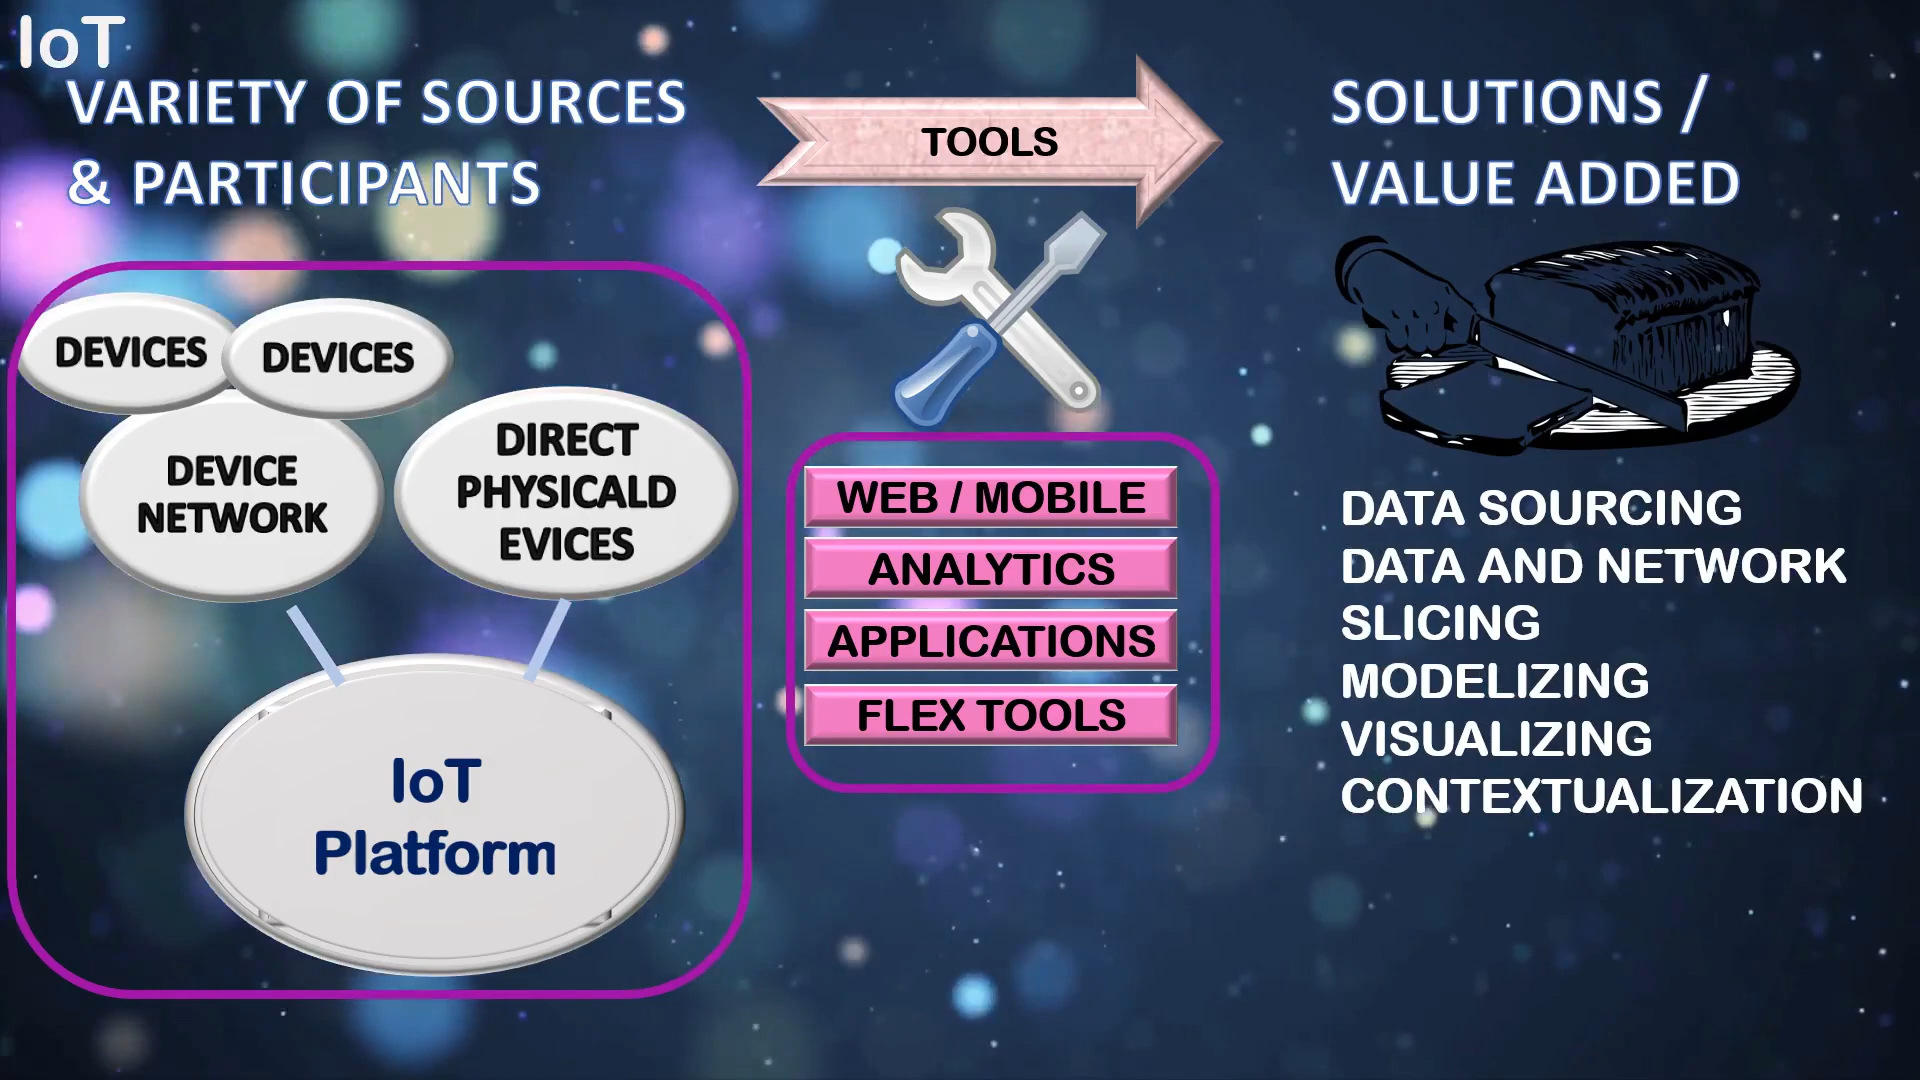 IoT
VARIETY OF SOURCES
& PARTICIPANTS
TOOLS
SOLUTIONS /
VALUE ADDED
DEVICES
DEVICES
DEVICE
NETWORK
DIRECT
PHYSICALD
EVICES
IoT
Platform
WEB / MOBILE
ANALYTICS
APPLICATIONS
FLEX TOOLS
DATA SOURCING
DATA AND NETWORK
SLICING
MODELIZING
VISUALIZING
CONTEXTUALIZATION